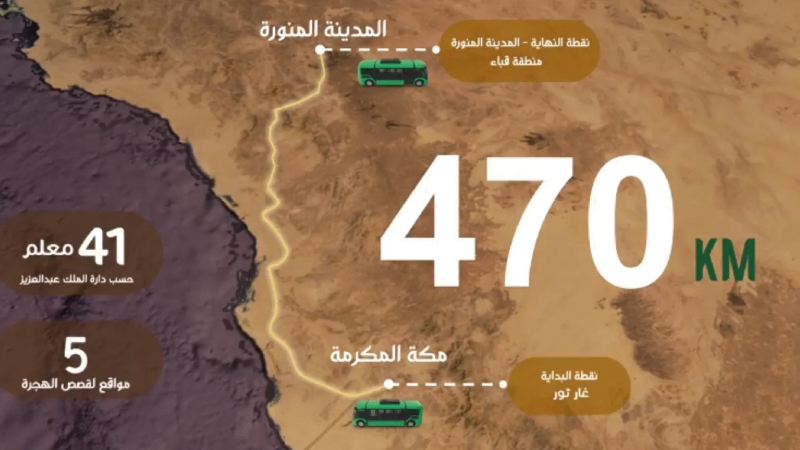 المدينة المنورة
نقطة النهاية - المدينة المنورة
منطقة قباء
470 KM
41 معلم
حسب دارة الملك عبدالعزيز
5
مواقع لقصص الهجرة
مكة المكرمة
نقطة البداية
غار ثور